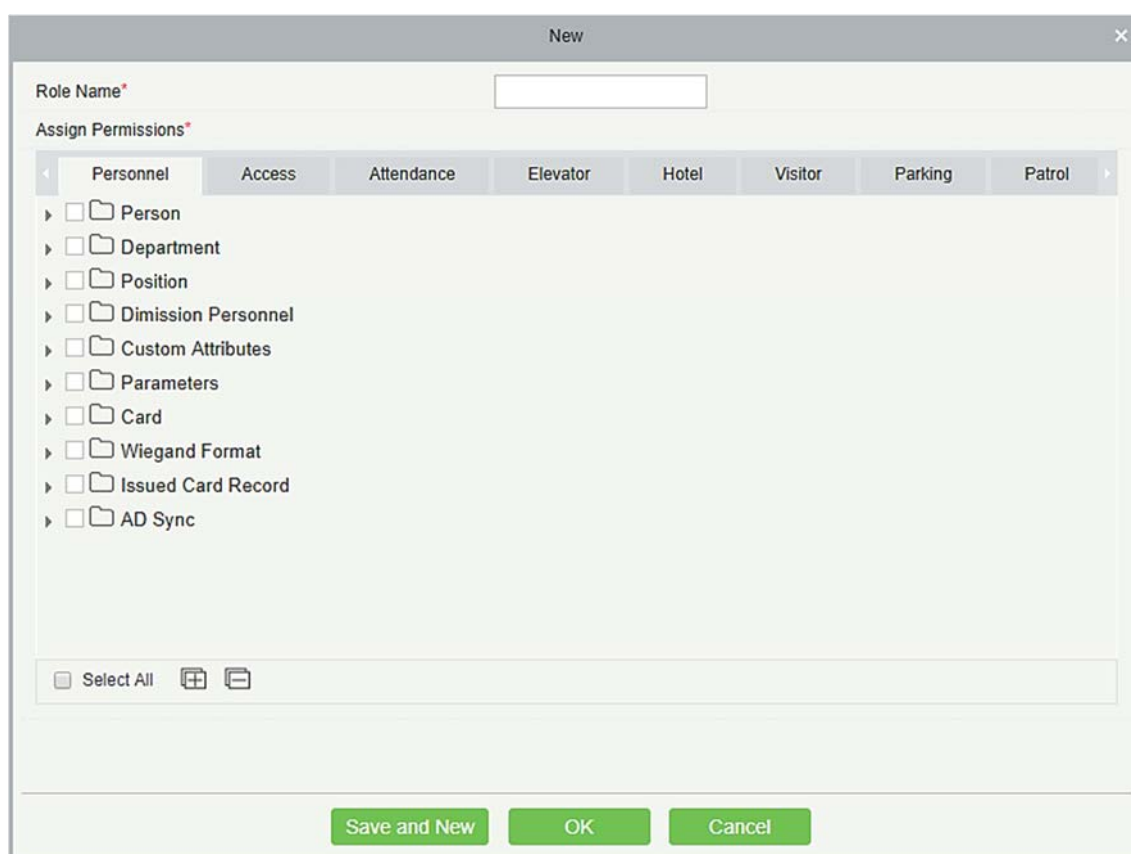 New
Role Name*
Assign Permissions*
Personnel Access Attendance Elevator Hotel Visitor Parking Patrol
Person
Department
Position
Dimission Personnel
Custom Attributes
Parameters
Card
Wiegand Format
Issued Card Record
AD Sync
Select All
Save and New OK Cancel